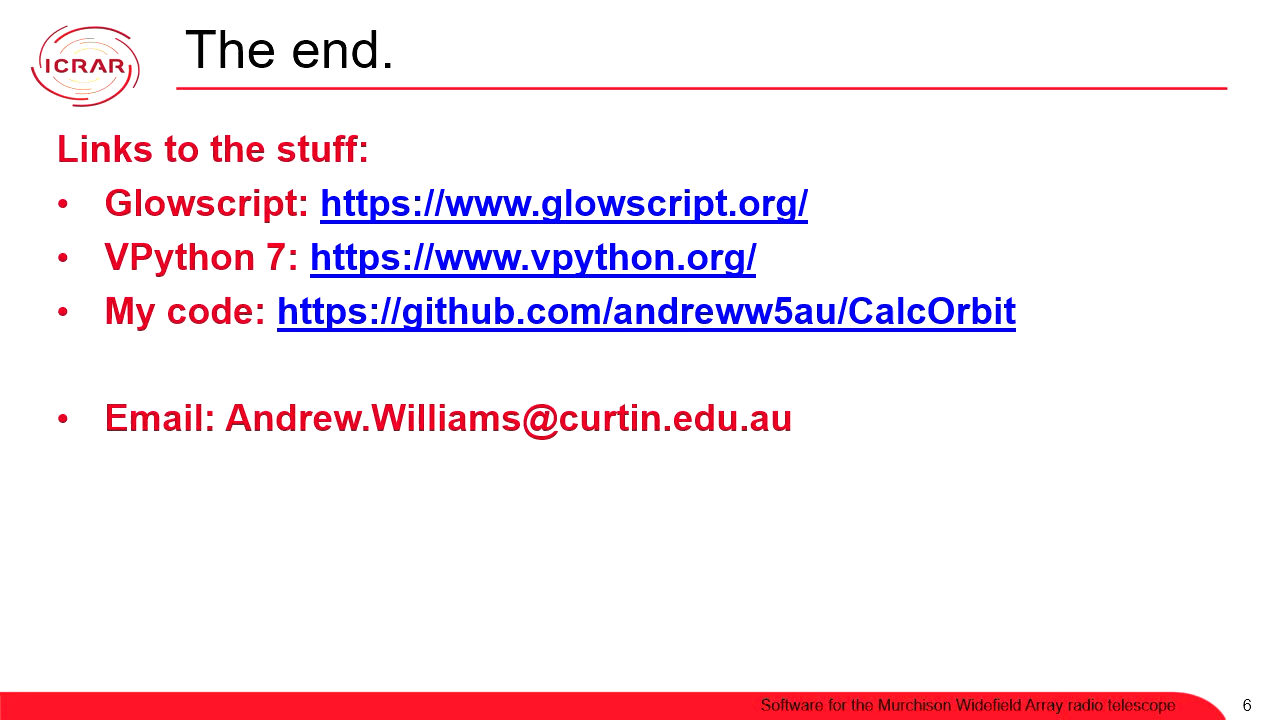 ICRAR
The end.
Links to the stuff:
• Glowscript: https://www.glowscript.org/
• VPython 7: https://www.vpython.org/
• My code: https://github.com/andreww5au/CalcOrbit
• Email: Andrew.Williams@curtin.edu.au
Software for the Murchison Widefield Array radio telescope 6